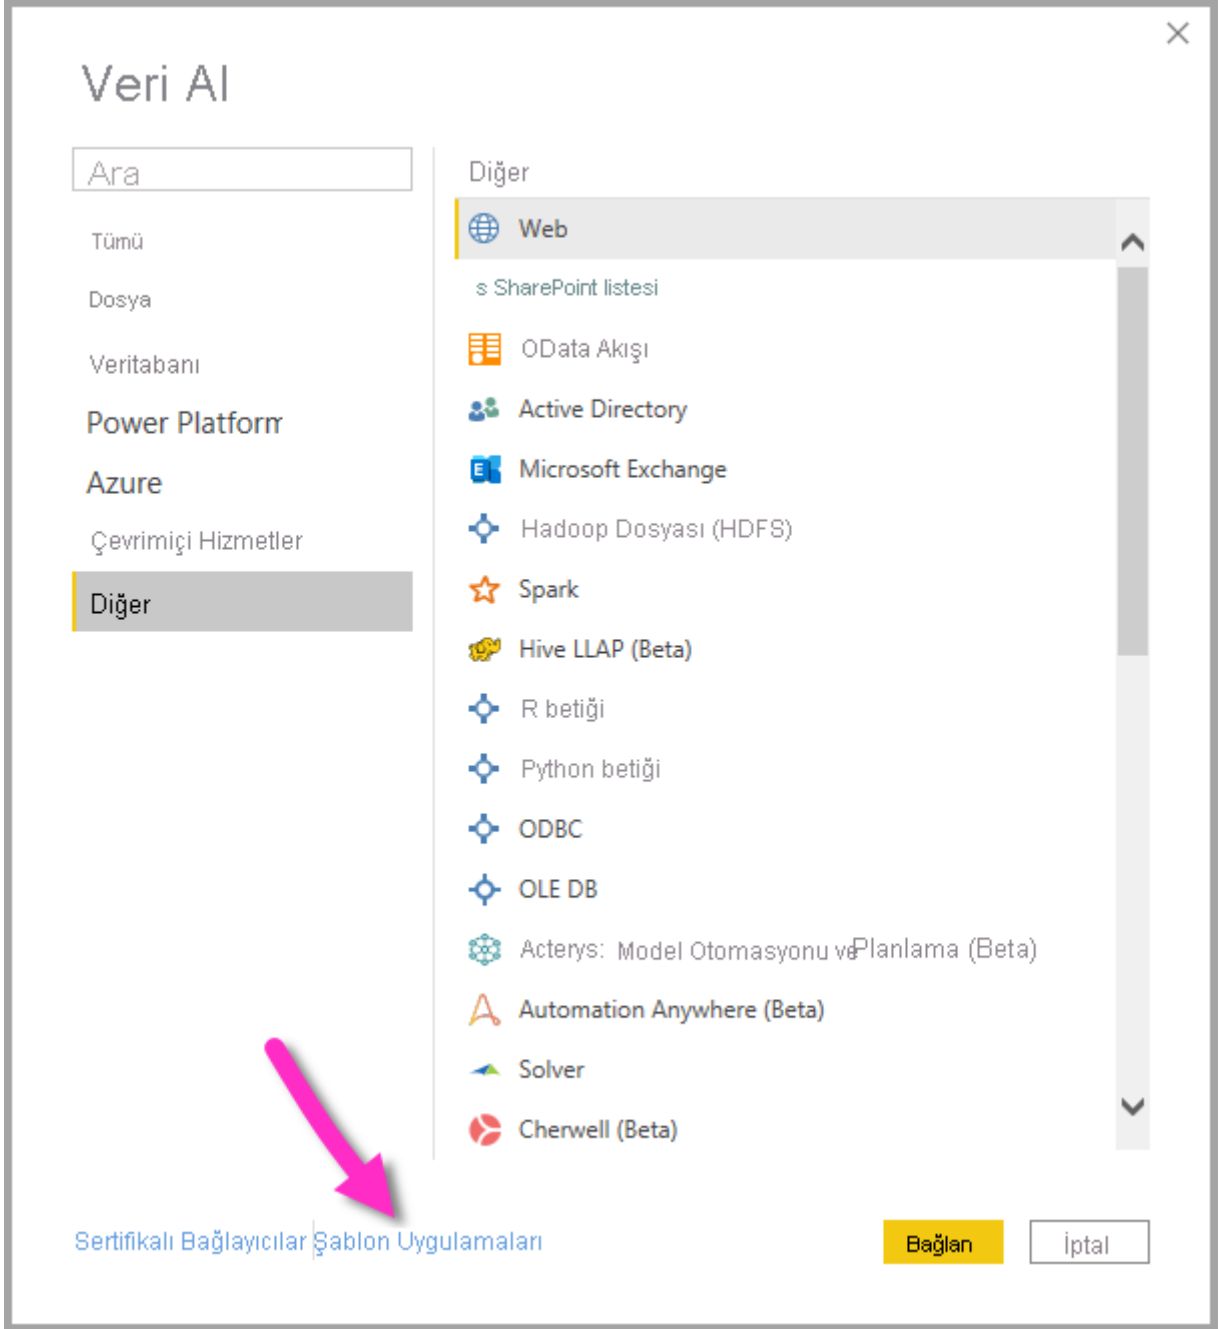 Veri Al
Ara
Tümü
Dosya
Veritabanı
Power Platform
Azure
Çevrimiçi Hizmetler
Diğer
Diğer
Web
s SharePoint listesi
OData Akışı
Active Directory
Microsoft Exchange
Hadoop Dosyası (HDFS)
Spark
Hive LLAP (Beta)
R betiği
Python betiği
ODBC
OLE DB
Acterys: Model Otomasyonu ve Planlama (Beta)
Automation Anywhere (Beta)
Solver
Cherwell (Beta)
Sertifikalı Bağlayıcılar Şablon Uygulamaları
Bağlan
İptal